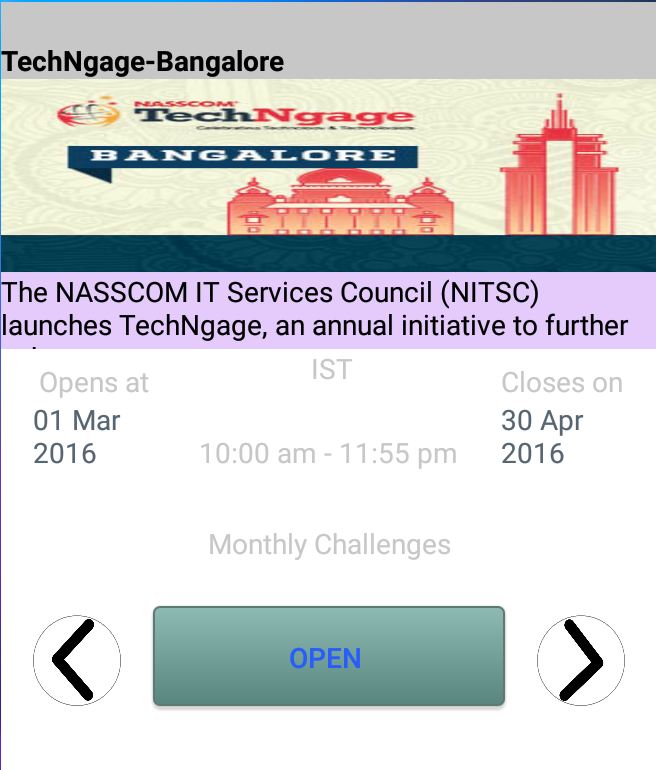 TechNgage-Bangalore
NASSCOM®
TechNgage
Celebrating Technology & Technologists
BANGALORE
The NASSCOM IT Services Council (NITSC)
launches TechNgage, an annual initiative to further
IST
Opens at
Closes on
01 Mar
2016
10:00 am - 11:55 pm
30 Apr
2016
Monthly Challenges
OPEN